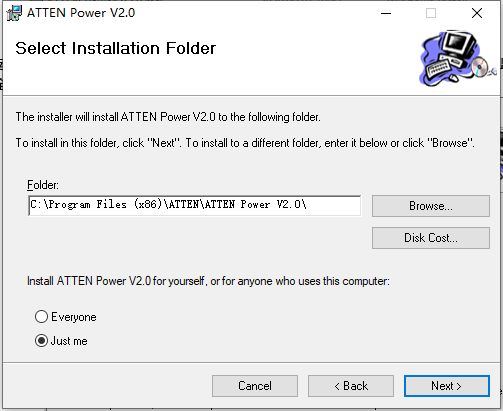 ATTEN Power V2.0
Select Installation Folder
The installer will install ATTEN Power V2.0 to the following folder.
To install in this folder, click "Next". To install to a different folder, enter it below or click "Browse".
Folder:
C:\Program Files (x86)\ATTEN\ATTEN Power V2.0\
Browse...
Disk Cost...
Install ATTEN Power V2.0 for yourself, or for anyone who uses this computer:
Everyone
Just me
Cancel
< Back
Next >